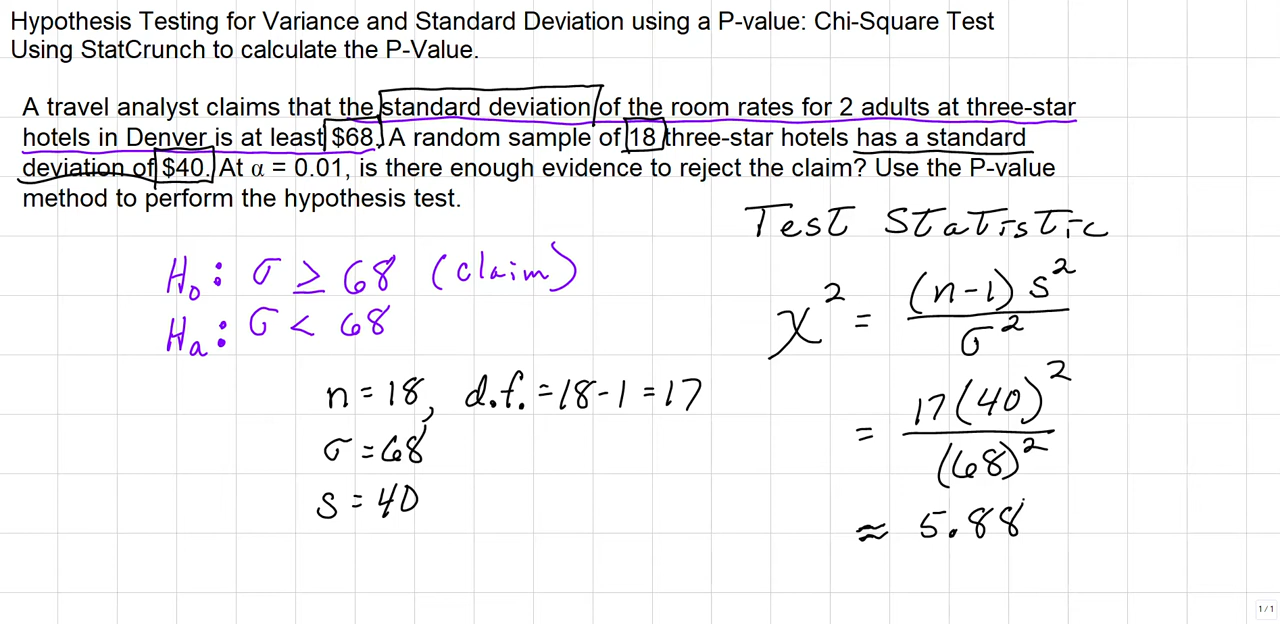 Hypothesis Testing for Variance and Standard Deviation using a P-value: Chi-Square Test
Using StatCrunch to calculate the P-Value.
A travel analyst claims that the standard deviation of the room rates for 2 adults at three-star
hotels in Denver is at least $68. A random sample of 18 three-star hotels has a standard
deviation of $40. At α = 0.01, is there enough evidence to reject the claim? Use the P-value
method to perform the hypothesis test.
H₀: σ ≥ 68 (claim)
Hₐ: σ < 68
n = 18, d.f. = 18 - 1 = 17
σ = 68
s = 40
Test Statistic
χ² = (n-1) s² / σ²
= 17(40)² / (68)²
≈ 5.88
1 / 1